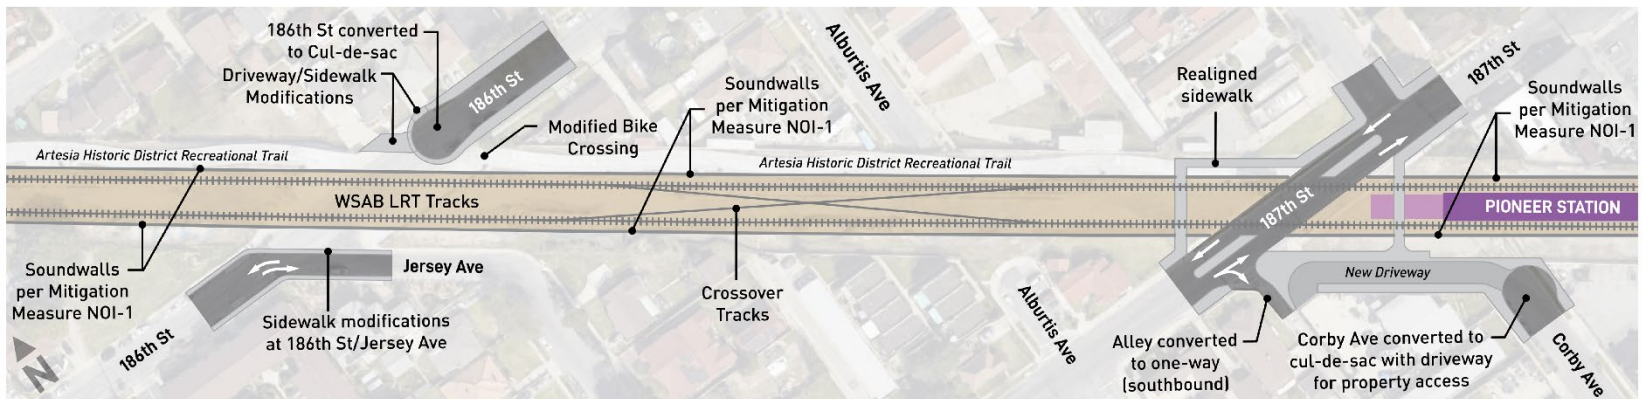 186th St converted
to Cul-de-sac
Driveway/Sidewalk
Modifications
186th St
Modified Bike
Crossing
Soundwalls
per Mitigation
Measure NOI-1
Alburtis Ave
Realigned
sidewalk
187th St
Soundwalls
per Mitigation
Measure NOI-1
Artesia Historic District Recreational Trail
Artesia Historic District Recreational Trail
WSAB LRT Tracks
187th St
PIONEER STATION
Soundwalls
per Mitigation
Measure NOI-1
Jersey Ave
Sidewalk modifications
at 186th St/Jersey Ave
186th St
N
Crossover
Tracks
Alburtis Ave
New Driveway
Alley converted
to one-way
(southbound)
Corby Ave converted to
cul-de-sac with driveway
for property access
Corby Ave